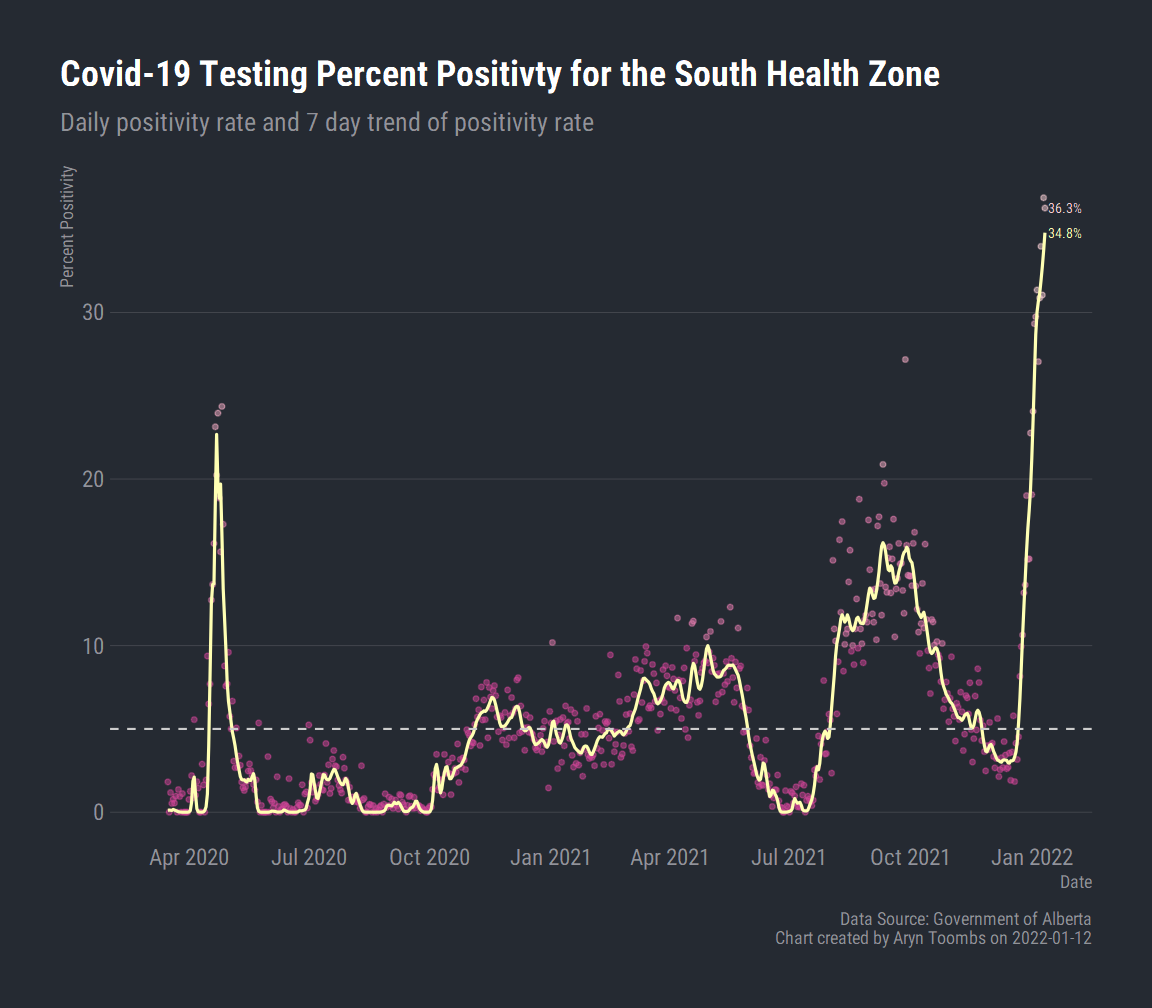 Covid-19 Testing Percent Positivty for the South Health Zone
Daily positivity rate and 7 day trend of positivity rate
Percent Positivity
36.3%
34.8%
30
20
10
0
Apr 2020 Jul 2020 Oct 2020 Jan 2021 Apr 2021 Jul 2021 Oct 2021 Jan 2022
Date
Data Source: Government of Alberta
Chart created by Aryn Toombs on 2022-01-12